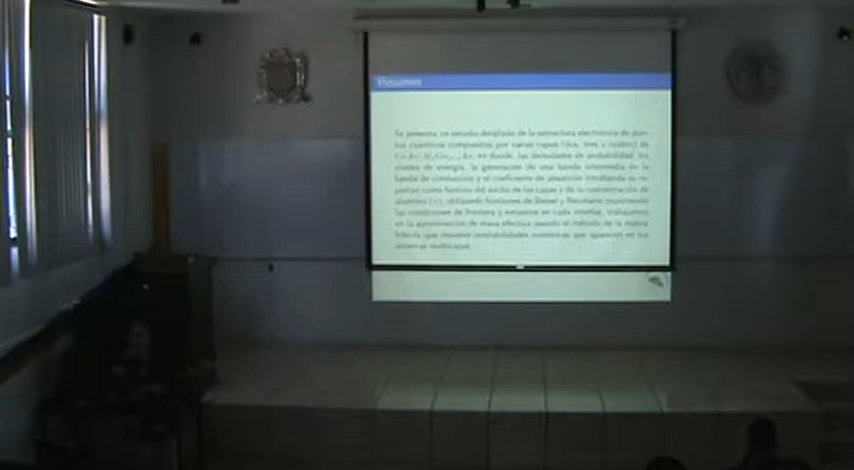 Resumen
Se presenta un estudio detallado de la estructura electrónica de pun-
tos cuánticos compuestos por varias capas (dos, tres y cuatro) de
en donde, las densidades de probabilidad, los
niveles de energía, la generación de una banda intermedia en la
banda de conducción y el coeficiente de absorción intrabanda se re-
portan como función del ancho de las capas y de la concentración de
aluminio (x), utilizando funciones de Bessel y Neumann imponiendo
las condiciones de frontera y en cada interfaz, trabajamos
en la aproximación de masa efectiva usando el método de la matriz
híbrida que resuelve inestabilidades numéricas que aparecen en los
sistemas multicapas.